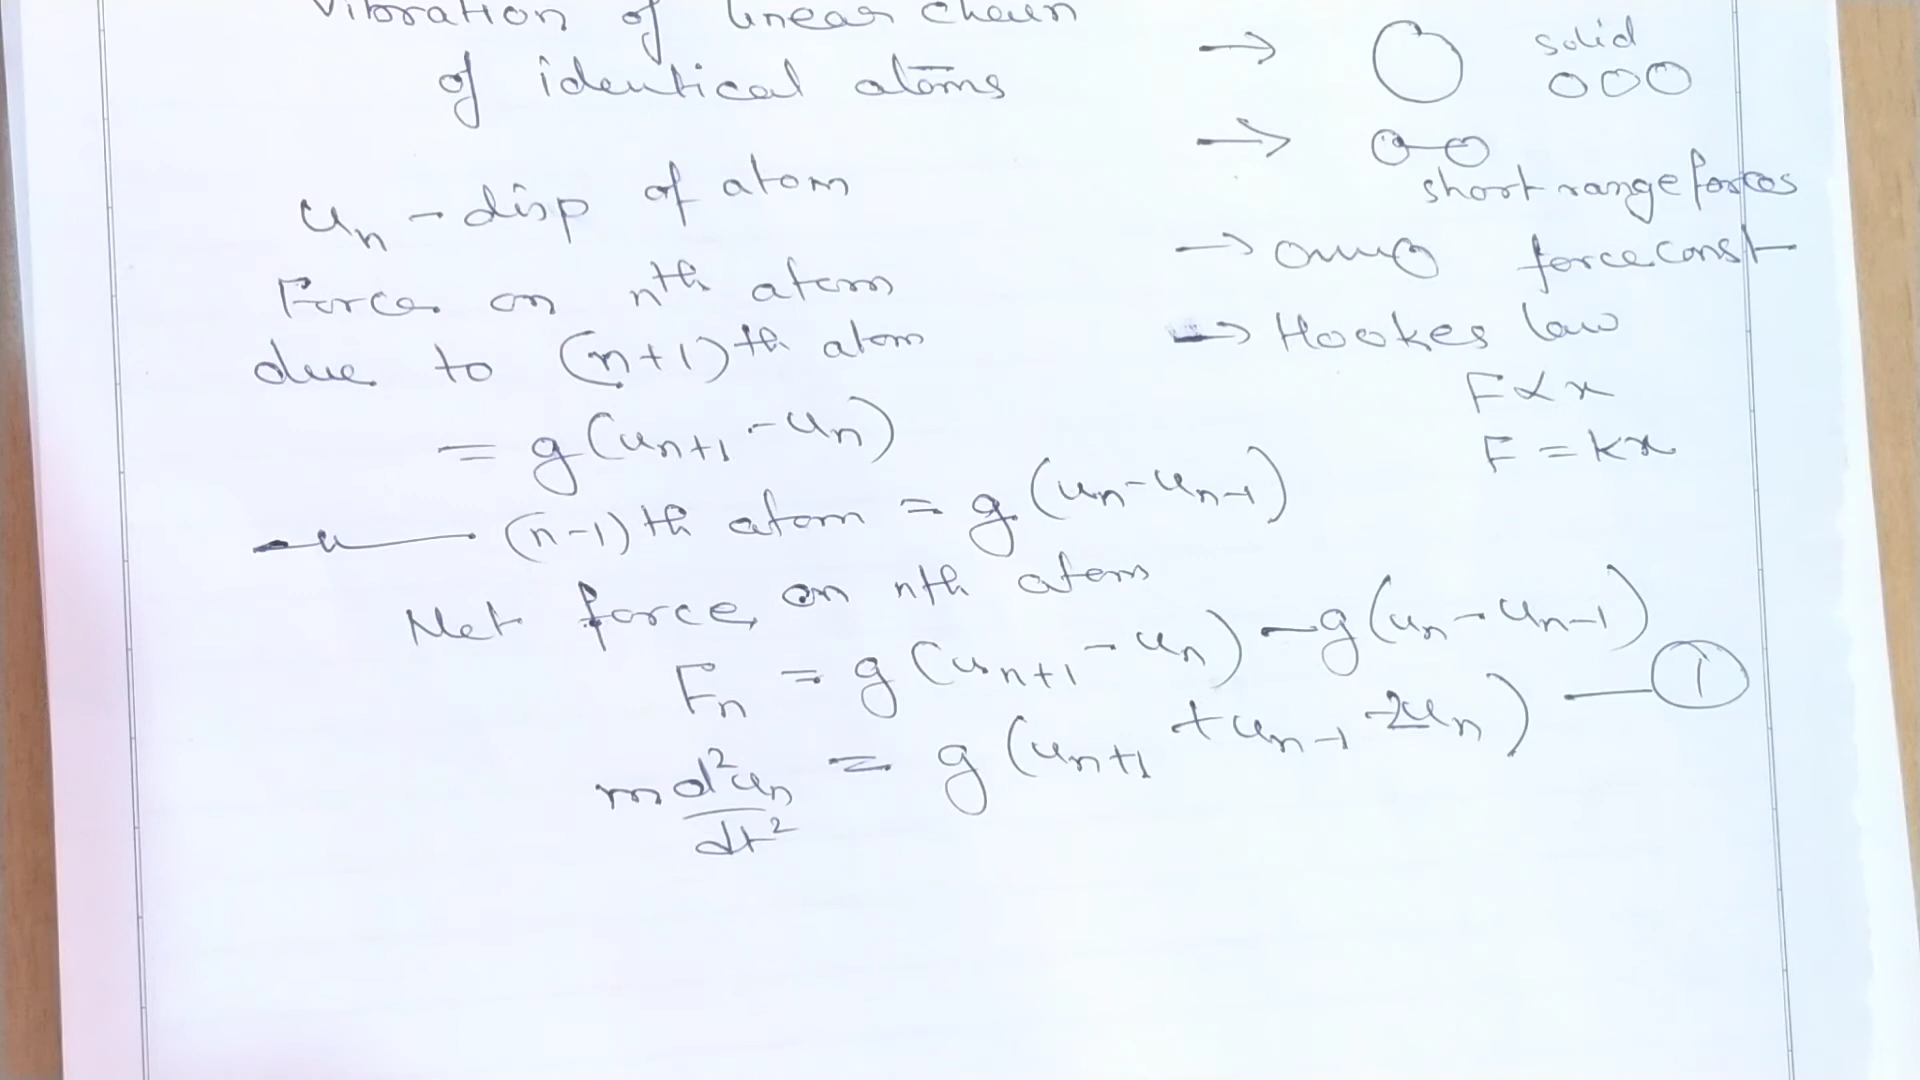 Vibration of linear chain
of identical atoms
uₙ - disp of atom
Force on nᵗʰ atom
due to (n+1)ᵗʰ atom
= g(uₙ₊₁ - uₙ)
—〃— (n-1)th atom = g(uₙ - uₙ₋₁)
Net force on nth atom
Fₙ = g(uₙ₊₁ - uₙ) - g(uₙ - uₙ₋₁)
m d²uₙ/dt² = g(uₙ₊₁ + uₙ₋₁ - 2uₙ) — ①
→ solid
→ short range forces
→ force const
→ Hookes law
F ∝ x
F = kx